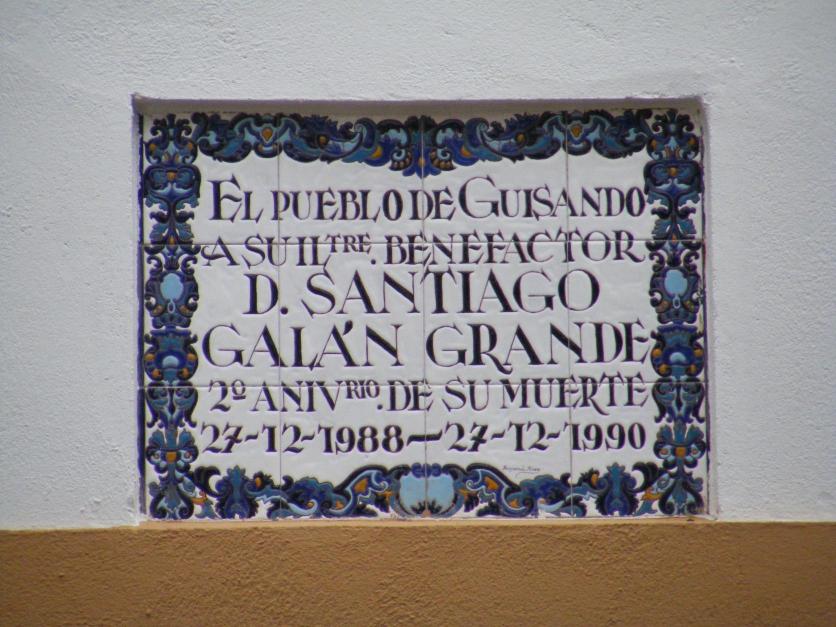 EL PUEBLO DE GUISANDO
A SU ILTRE. BENEFACTOR
D. SANTIAGO
GALÁN GRANDE
2º ANIVRIO. DE SU MUERTE
27-12-1988-27-12-1990